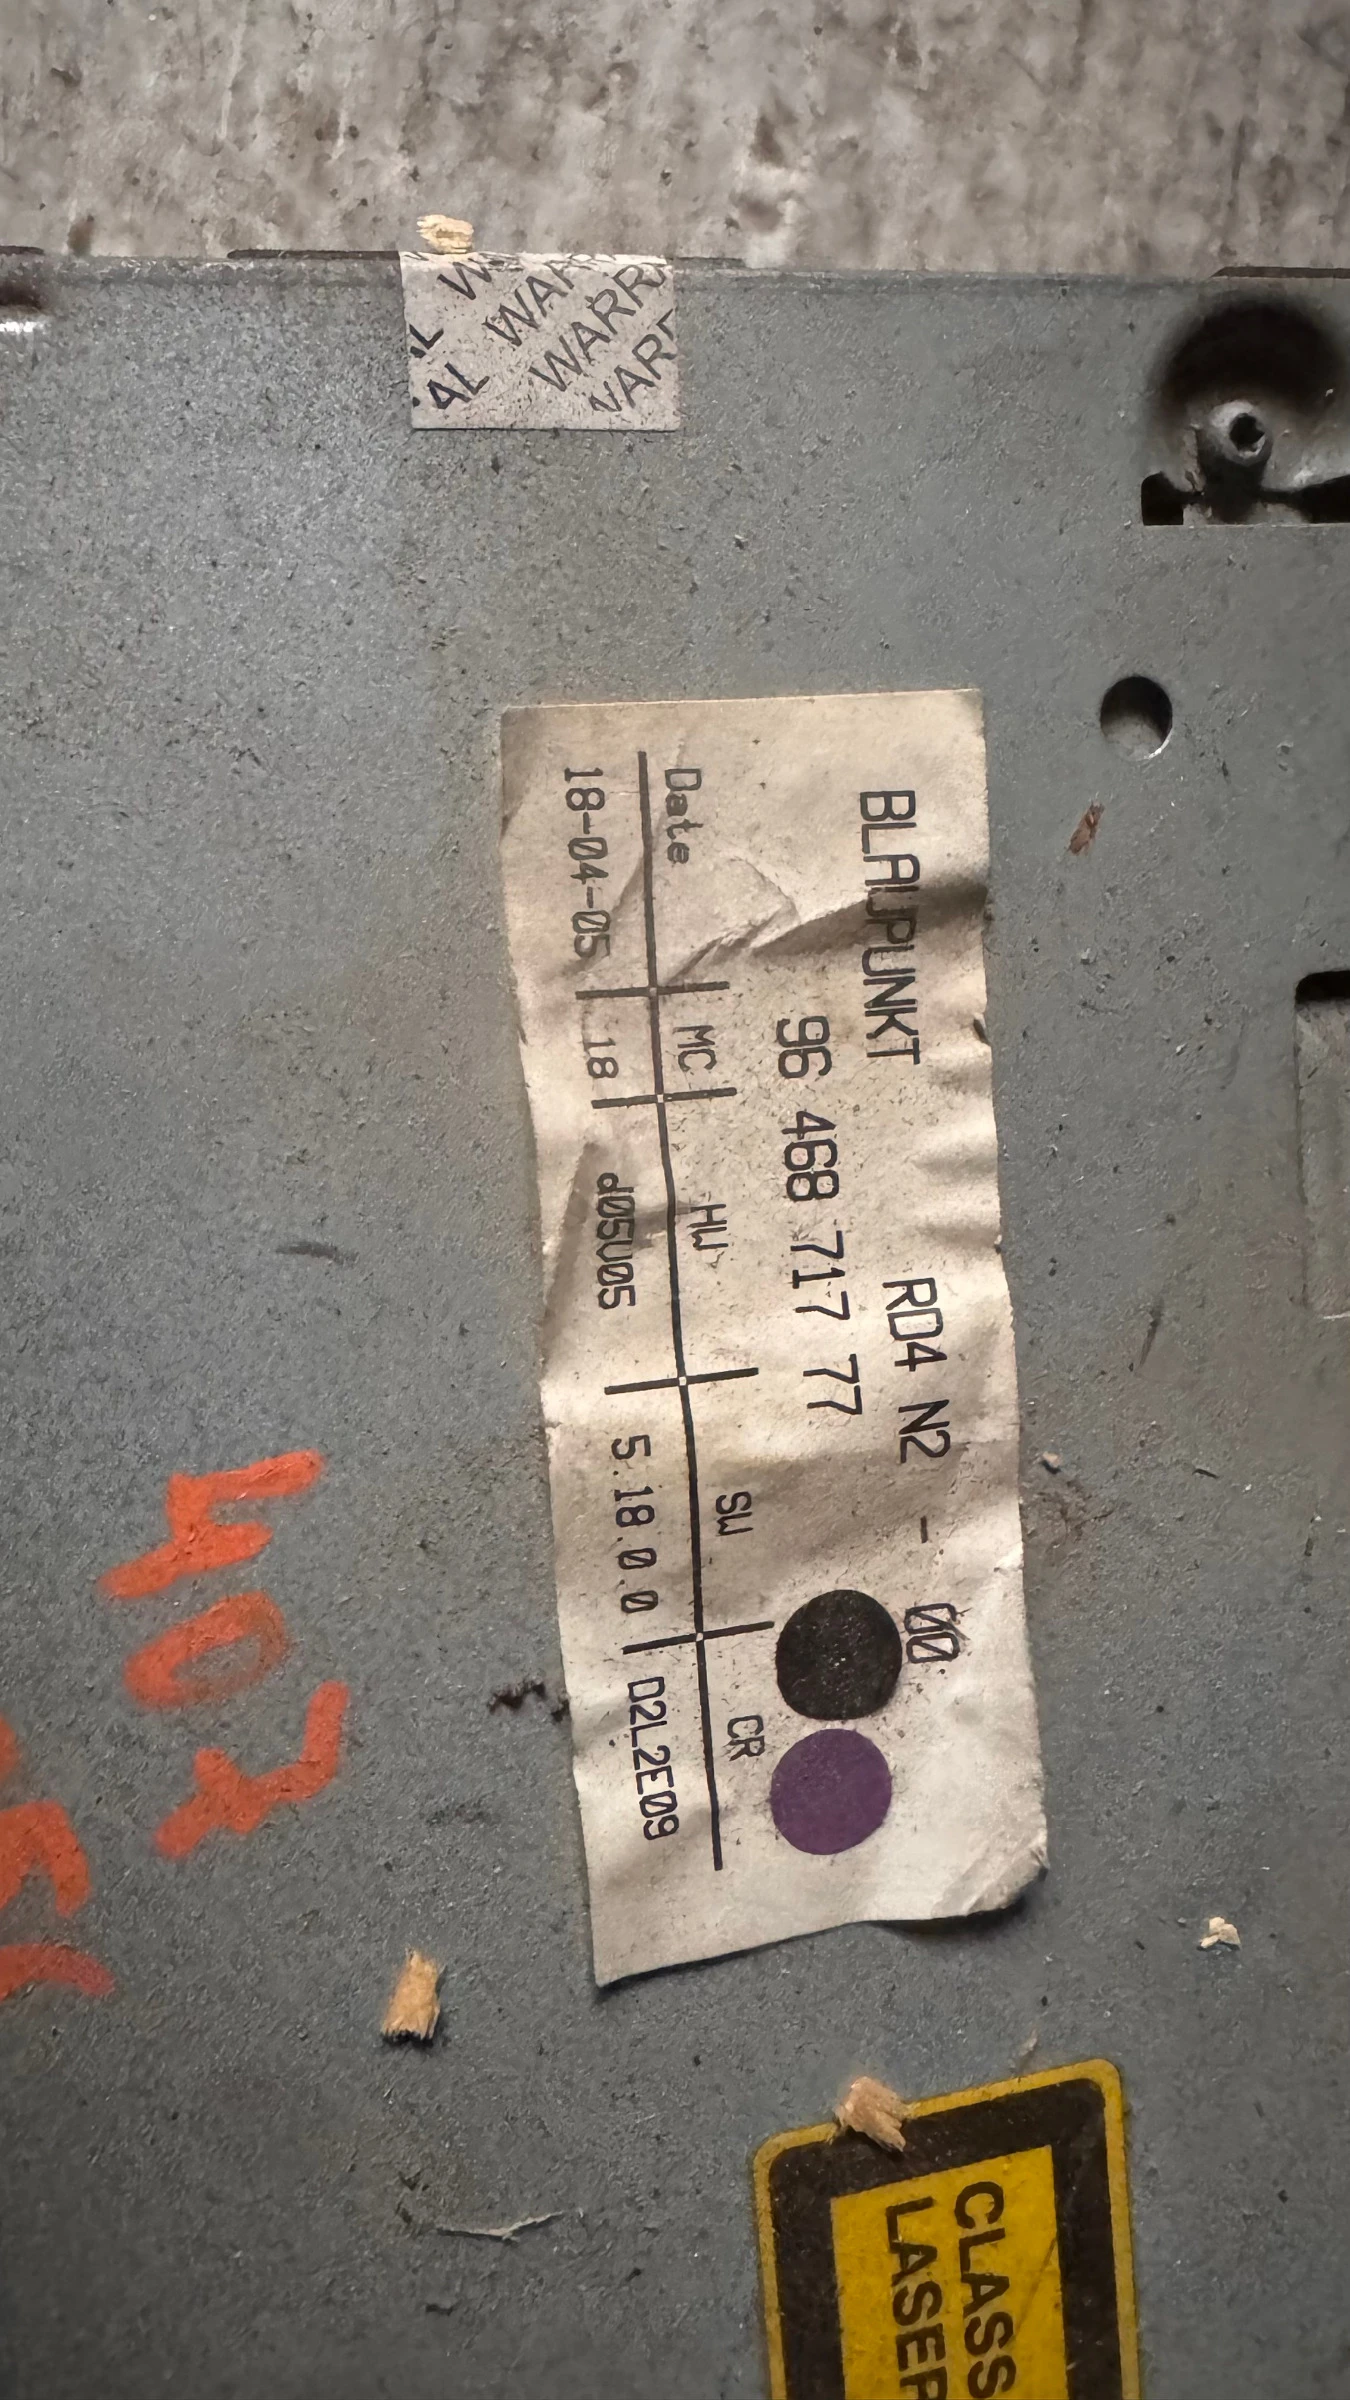 WARR
WARR
BLAUPUNKT RD4 N2 - 00
96 468 717 77
Date MC HW SW CR
18-04-05 18 d05U05 5.18.0.0 D2L2E09
407
CLASS
LASER